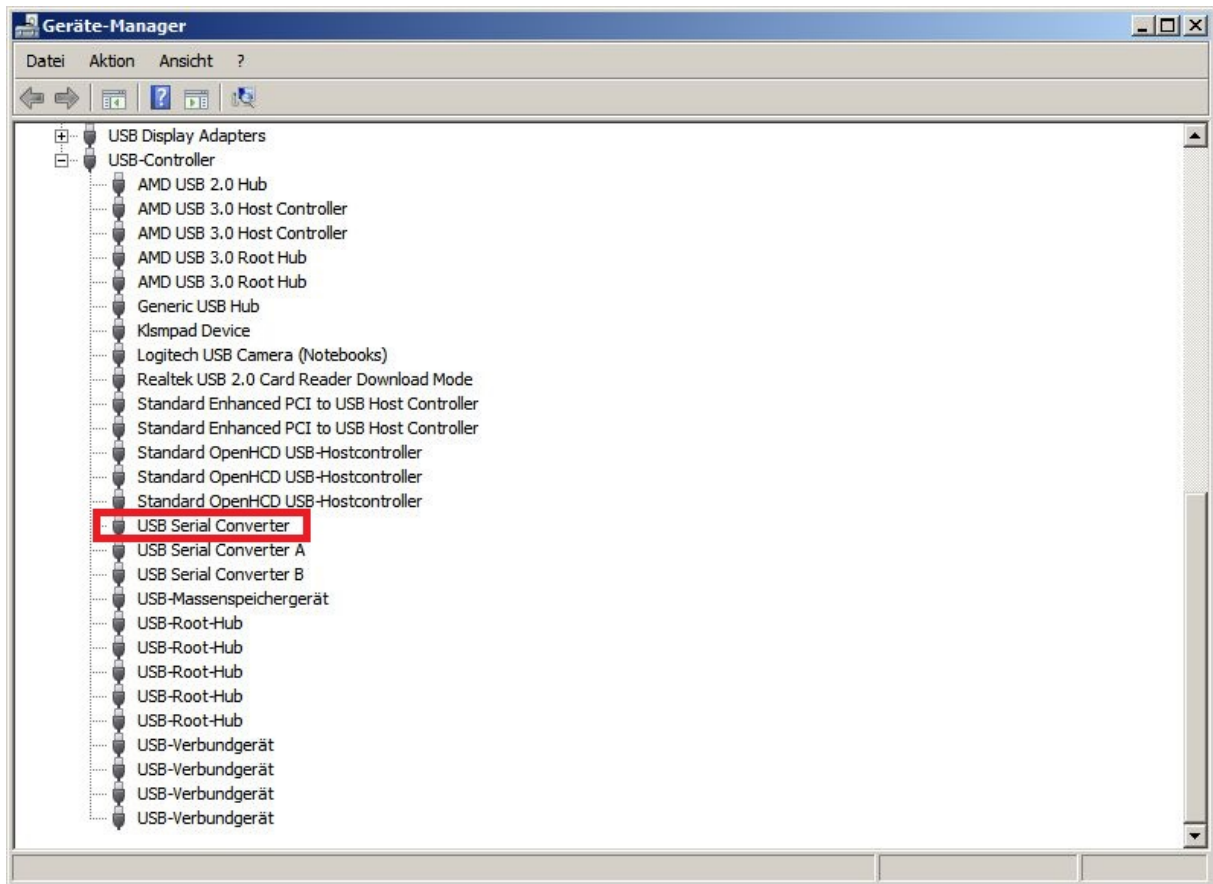 Geräte-Manager
Datei Aktion Ansicht ?
USB Display Adapters
USB-Controller
AMD USB 2.0 Hub
AMD USB 3.0 Host Controller
AMD USB 3.0 Host Controller
AMD USB 3.0 Root Hub
AMD USB 3.0 Root Hub
Generic USB Hub
Klsmpad Device
Logitech USB Camera (Notebooks)
Realtek USB 2.0 Card Reader Download Mode
Standard Enhanced PCI to USB Host Controller
Standard Enhanced PCI to USB Host Controller
Standard OpenHCD USB-Hostcontroller
Standard OpenHCD USB-Hostcontroller
Standard OpenHCD USB-Hostcontroller
USB Serial Converter
USB Serial Converter A
USB Serial Converter B
USB-Massenspeichergerät
USB-Root-Hub
USB-Root-Hub
USB-Root-Hub
USB-Root-Hub
USB-Root-Hub
USB-Verbundgerät
USB-Verbundgerät
USB-Verbundgerät
USB-Verbundgerät